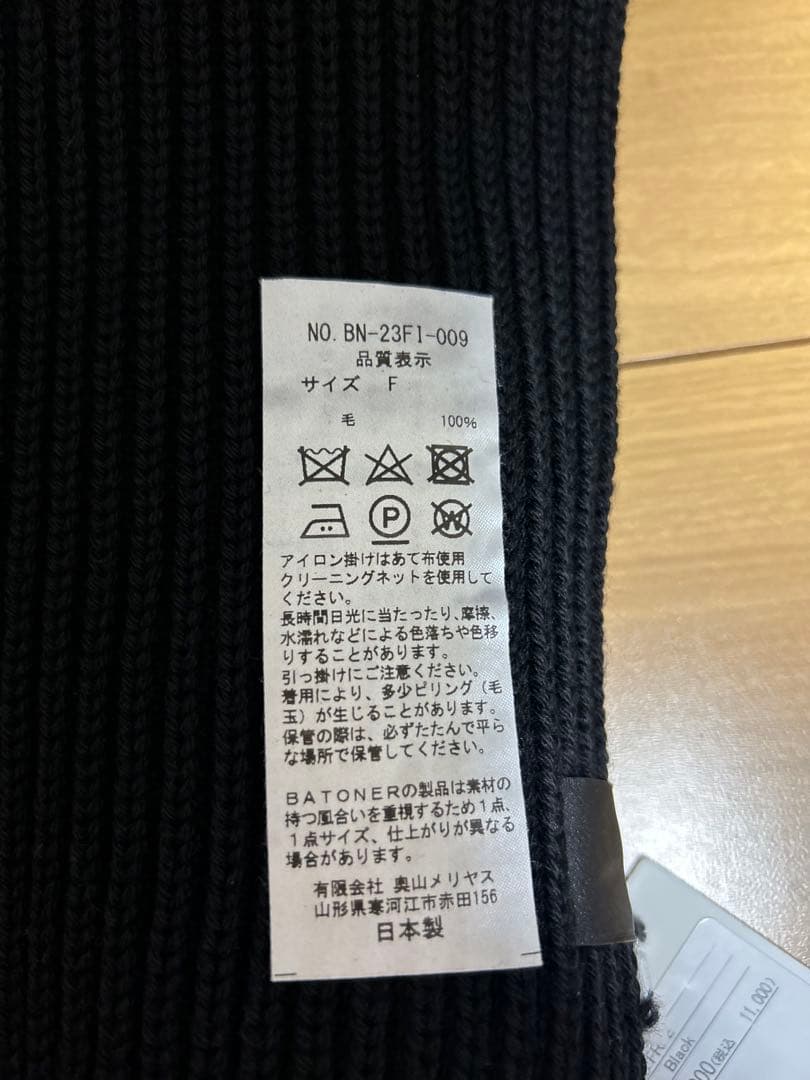 NO. BN-23FI-009
品質表示
サイズ F
毛 100%
P
W
アイロン掛けはあて布使用
クリーニングネットを使用して
ください。
長時間日光に当たったり、摩擦、
水濡れなどによる色落ちや色移
りすることがあります。
引っ掛けにご注意ください。
着用により、多少ピリング（毛
玉）が生じることがあります。
保管の際は、必ずたたんで平ら
な場所で保管してください。
BATONERの製品は素材の
持つ風合いを重視するため1点、
1点サイズ、仕上がりが異なる
場合があります。
有限会社 奥山メリヤス
山形県寒河江市赤田156
日本製
Black
00(税込 11,000)